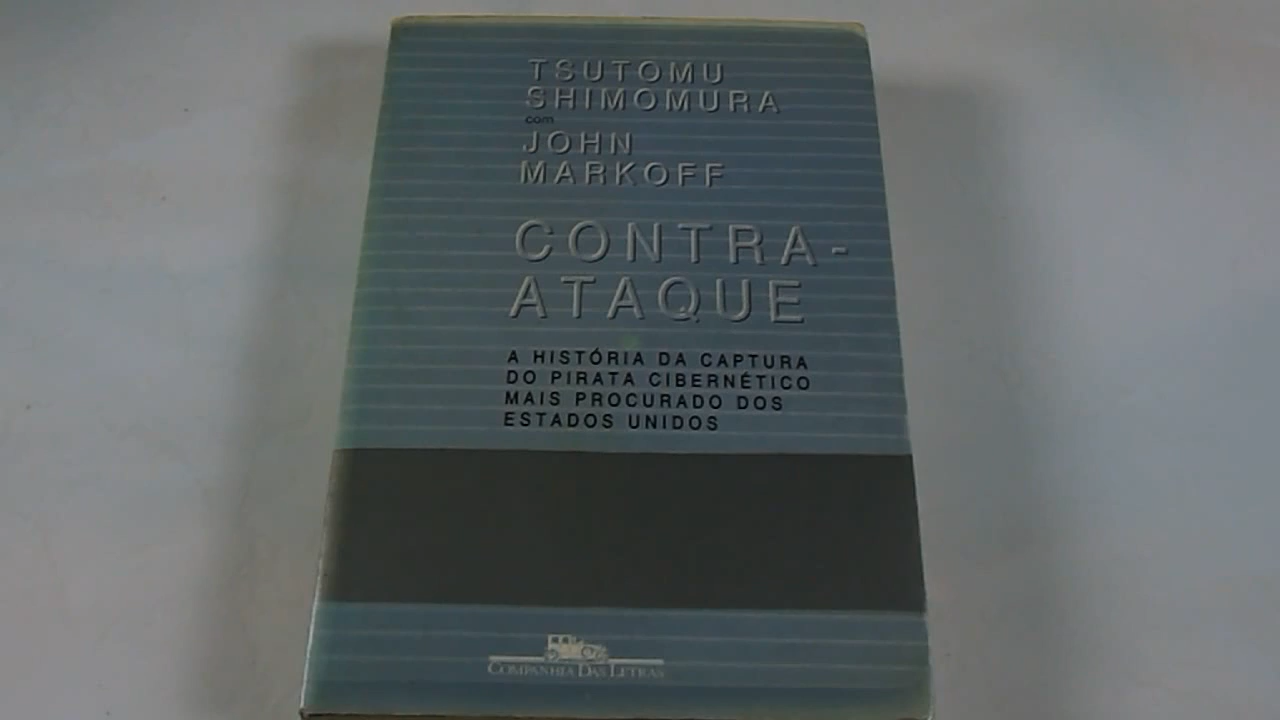 TSUTOMU
SHIMOMURA
com
JOHN
MARKOFF
CONTRA-
ATAQUE
A HISTÓRIA DA CAPTURA
DO PIRATA CIBERNÉTICO
MAIS PROCURADO DOS
ESTADOS UNIDOS
COMPANHIA DAS LETRAS